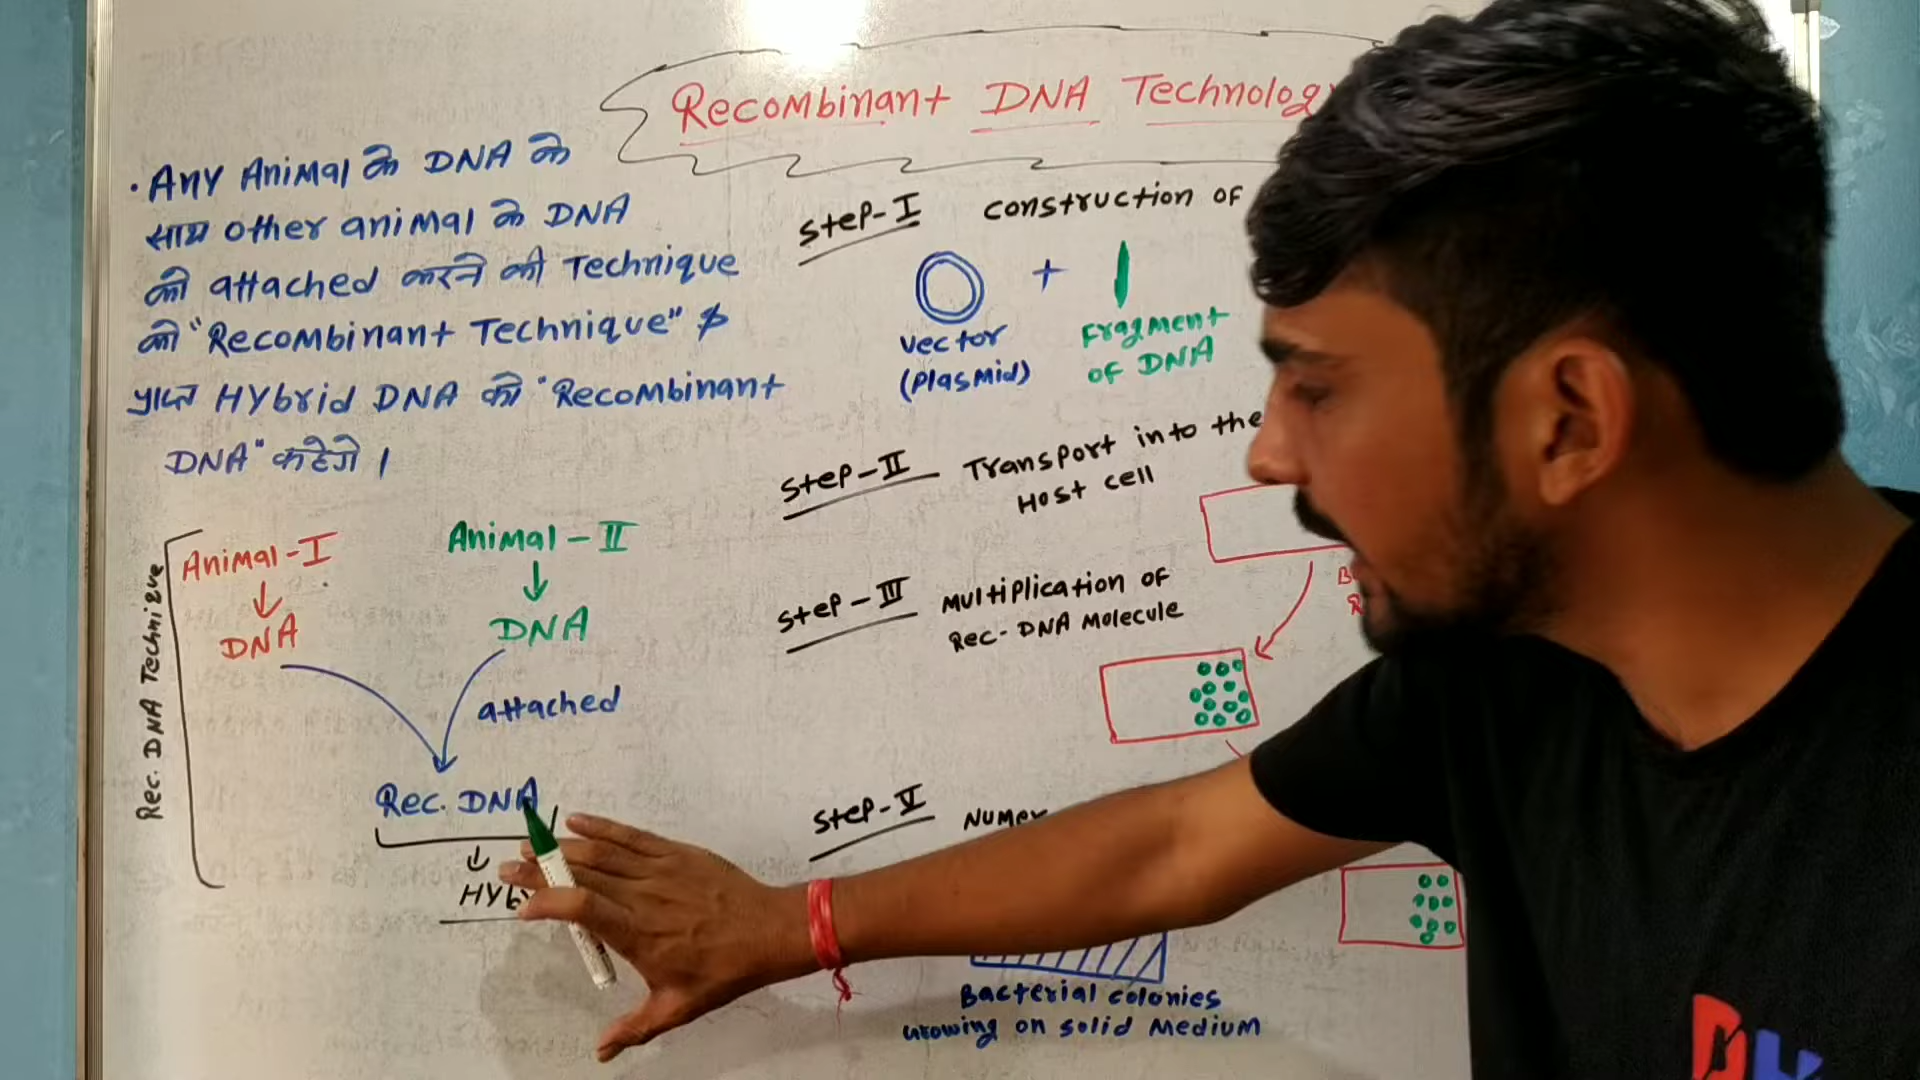 Recombinant DNA Technology
. Any Animal के DNA के
साथ other animal के DNA
को attached करने की Technique
को "Recombinant Technique" &
प्राप्त HYbrid DNA को "Recombinant
DNA" कहेगे ।
Rec. DNA Technique
Animal-I
DNA
Animal-II
DNA
attached
Rec. DNA
Step-I construction of
+
vector
(plasmid)
Fragment
of DNA
Step-II Transport into the
Host cell
Step-III Multiplication of
Rec-DNA Molecule
Step-V
Bacterial colonies
Growing on solid Medium